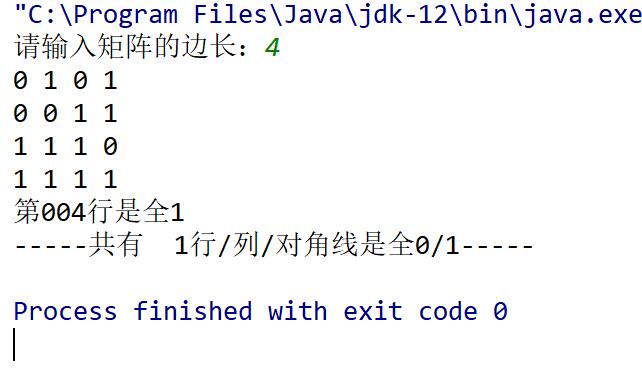 "C:\Program Files\Java\jdk-12\bin\java.exe
请输入矩阵的边长：4
0 1 0 1
0 0 1 1
1 1 1 0
1 1 1 1
第004行是全1
-----共有  1行/列/对角线是全0/1-----
Process finished with exit code 0